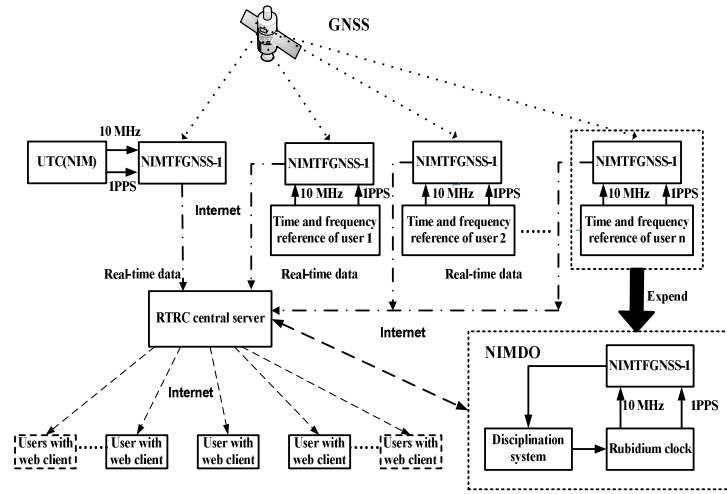 GNSS
10 MHz
UTC(NIM)
1PPS
NIMTFGNSS-1
NIMTFGNSS-1
10 MHz
1PPS
Time and frequency
reference of user 1
NIMTFGNSS-1
10 MHz
1PPS
Time and frequency
reference of user 2
......
NIMTFGNSS-1
10 MHz
1PPS
Time and frequency
reference of user n
Internet
Real-time data
Real-time data
Real-time data
Expend
RTRC central server
Internet
Internet
Users with
web client
......
User with
web client
User with
web client
User with
web client
......
Users with
web client
NIMDO
NIMTFGNSS-1
10 MHz
1PPS
Disciplination
system
Rubidium clock